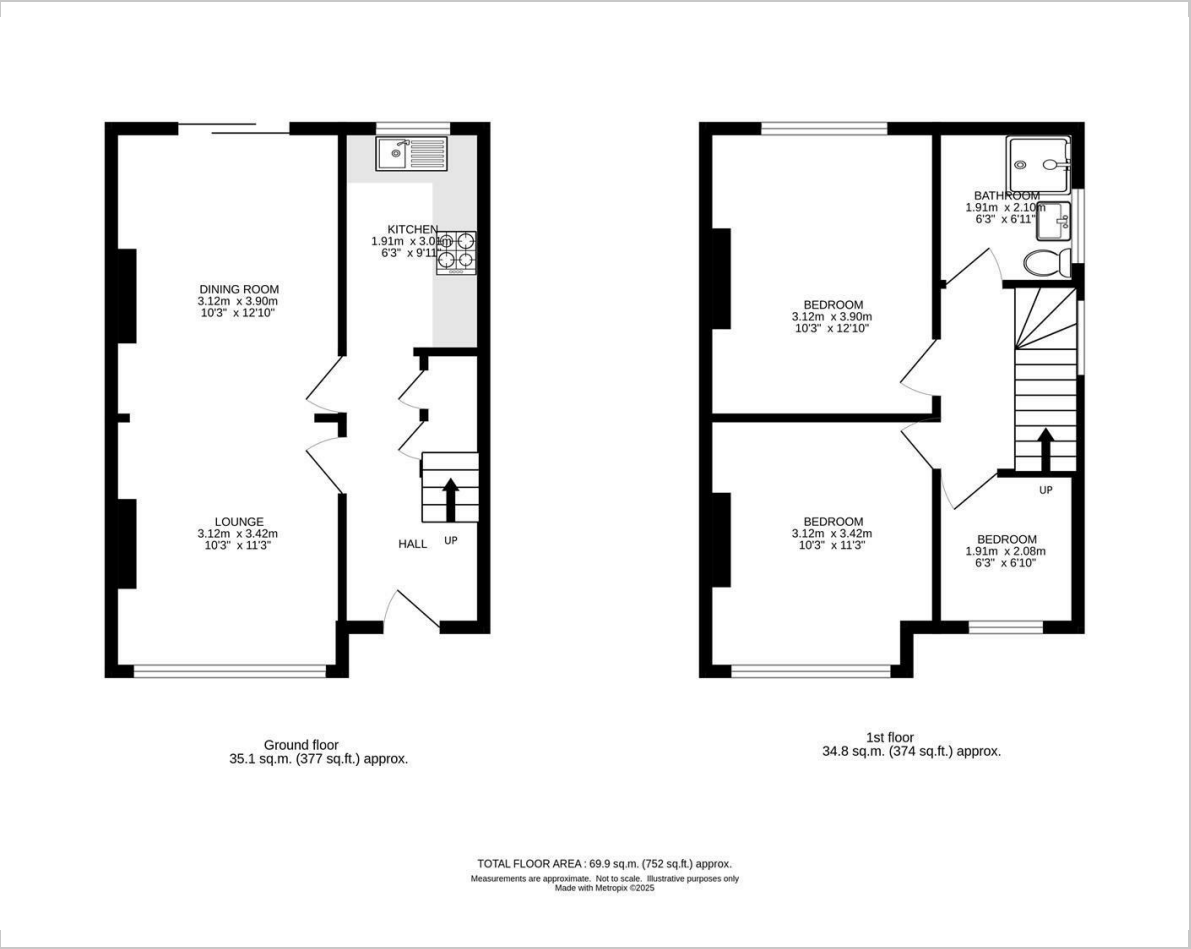 KITCHEN
1.91m x 3.01m
6'3" x 9'11"
DINING ROOM
3.12m x 3.90m
10'3" x 12'10"
LOUNGE
3.12m x 3.42m
10'3" x 11'3"
HALL
UP
Ground floor
35.1 sq.m. (377 sq.ft.) approx.
BATHROOM
1.91m x 2.10m
6'3" x 6'11"
BEDROOM
3.12m x 3.90m
10'3" x 12'10"
BEDROOM
3.12m x 3.42m
10'3" x 11'3"
UP
BEDROOM
1.91m x 2.08m
6'3" x 6'10"
1st floor
34.8 sq.m. (374 sq.ft.) approx.
TOTAL FLOOR AREA : 69.9 sq.m. (752 sq.ft.) approx.
Measurements are approximate. Not to scale. Illustrative purposes only
Made with Metropix ©2025